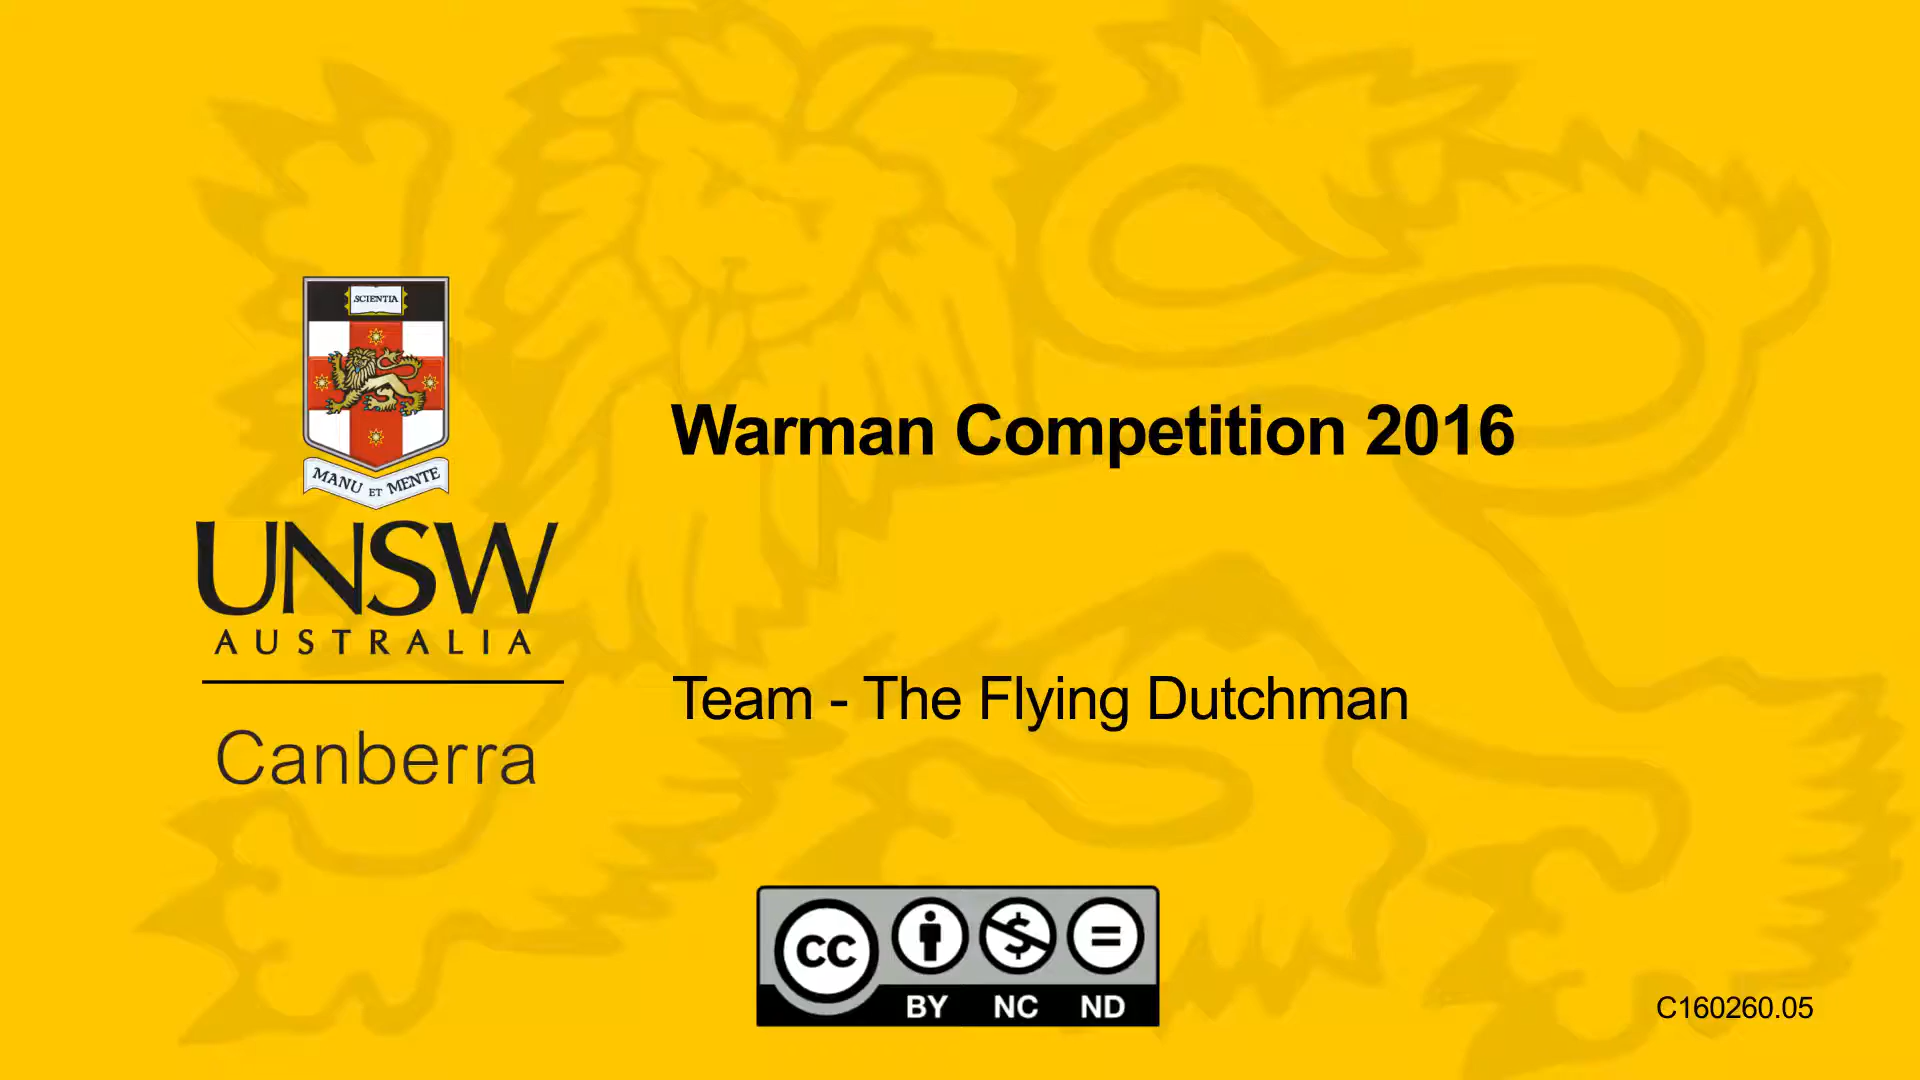 SCIENTIA
MANU ET MENTE
UNSW
AUSTRALIA
Canberra
Warman Competition 2016
Team - The Flying Dutchman
CC
BY NC ND
C160260.05